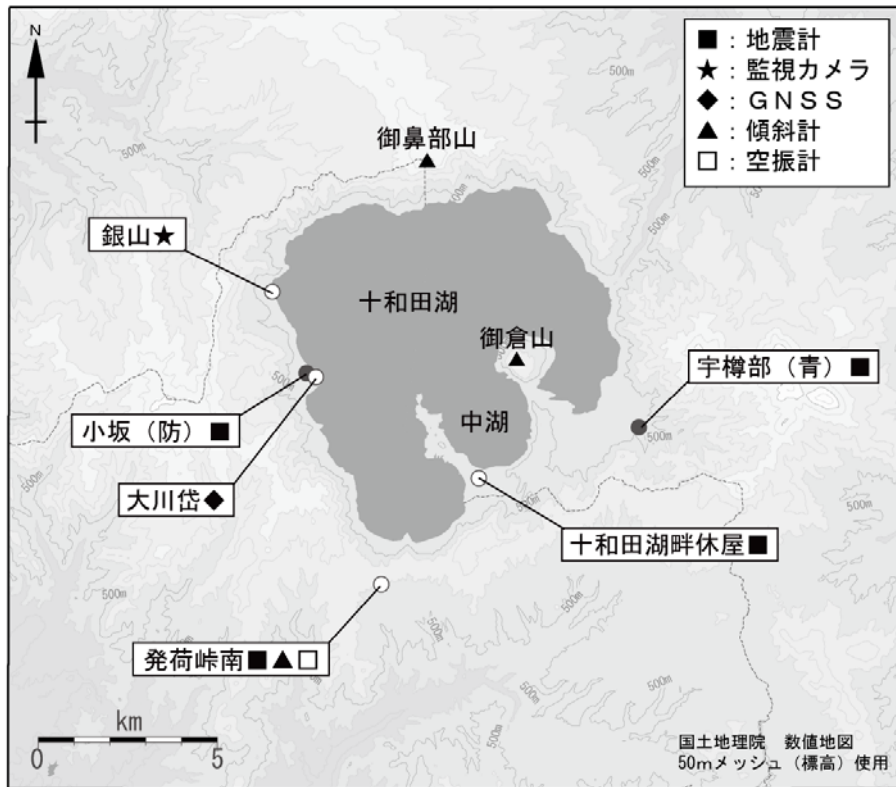 N
■：地震計
★：監視カメラ
◆：ＧＮＳＳ
▲：傾斜計
□：空振計
500m
500m
御鼻部山
500m
銀山★
十和田湖
御倉山
宇樽部（青）■
500m
小坂（防）■
中湖
500m
大川岱◆
500m
十和田湖畔休屋■
500m
発荷峠南■▲□
500m
500m
500m
km
0 5
国土地理院　数値地図
50mメッシュ（標高）使用